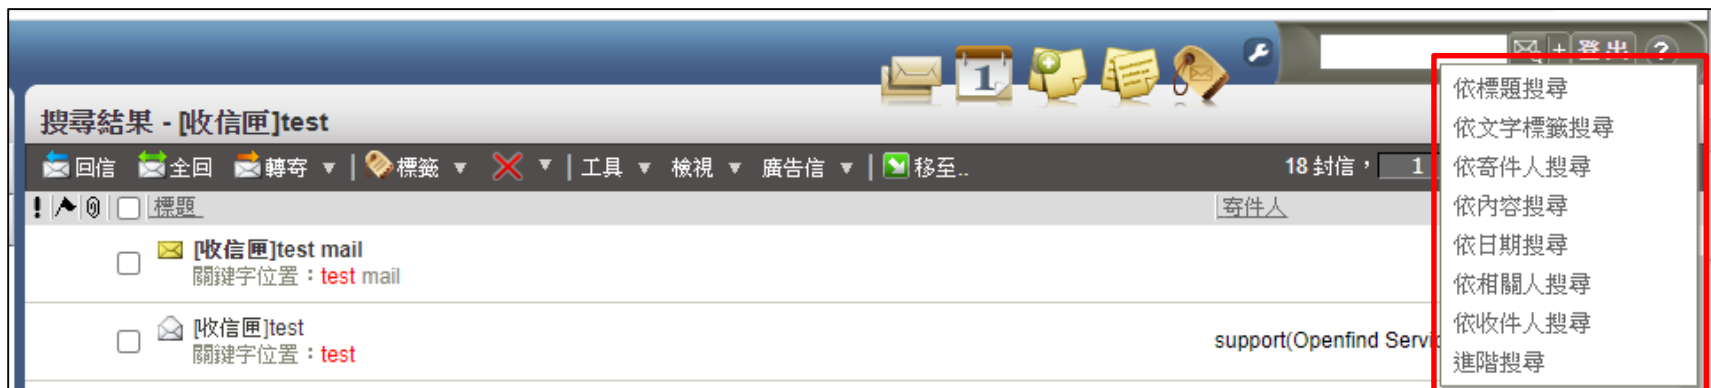 登出 ?
搜尋結果 - [收信匣]test
回信 全回 轉寄 ▼ | 標籤 ▼ ▼ | 工具 ▼ 檢視 ▼ 廣告信 ▼ | 移至..
18 封信, 1
標題 寄件人
[收信匣]test mail
關鍵字位置：test mail
[收信匣]test
support(Openfind Servi
關鍵字位置：test
依標題搜尋
依文字標籤搜尋
依寄件人搜尋
依內容搜尋
依日期搜尋
依相關人搜尋
依收件人搜尋
進階搜尋